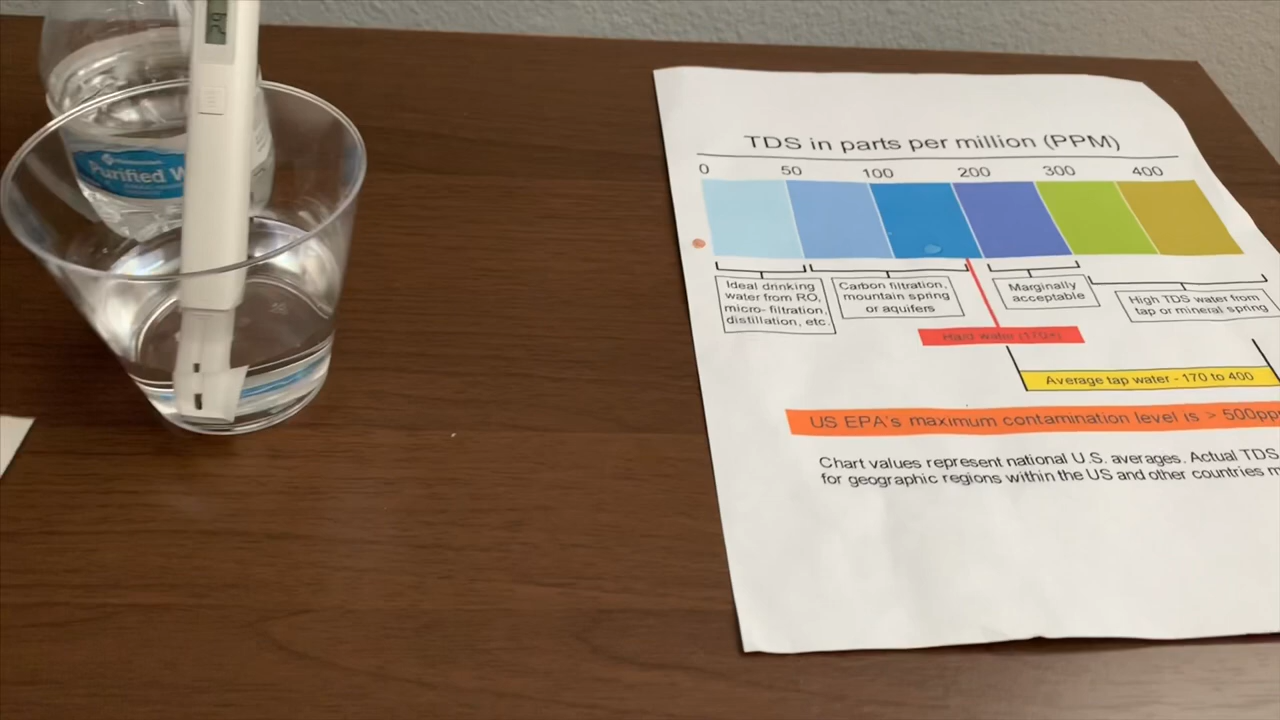 Purified W
TDS in parts per million (PPM)
0 50 100 200 300 400
Ideal drinking
water from RO,
micro-filtration,
distillation, etc.
Carbon filtration,
mountain spring
or aquifers
Marginally
acceptable
High TDS water from
tap or mineral spring
Hard water (170+)
Average tap water - 170 to 400
US EPA's maximum contamination level is > 500pp
Chart values represent national U.S. averages. Actual TDS
for geographic regions within the US and other countries m